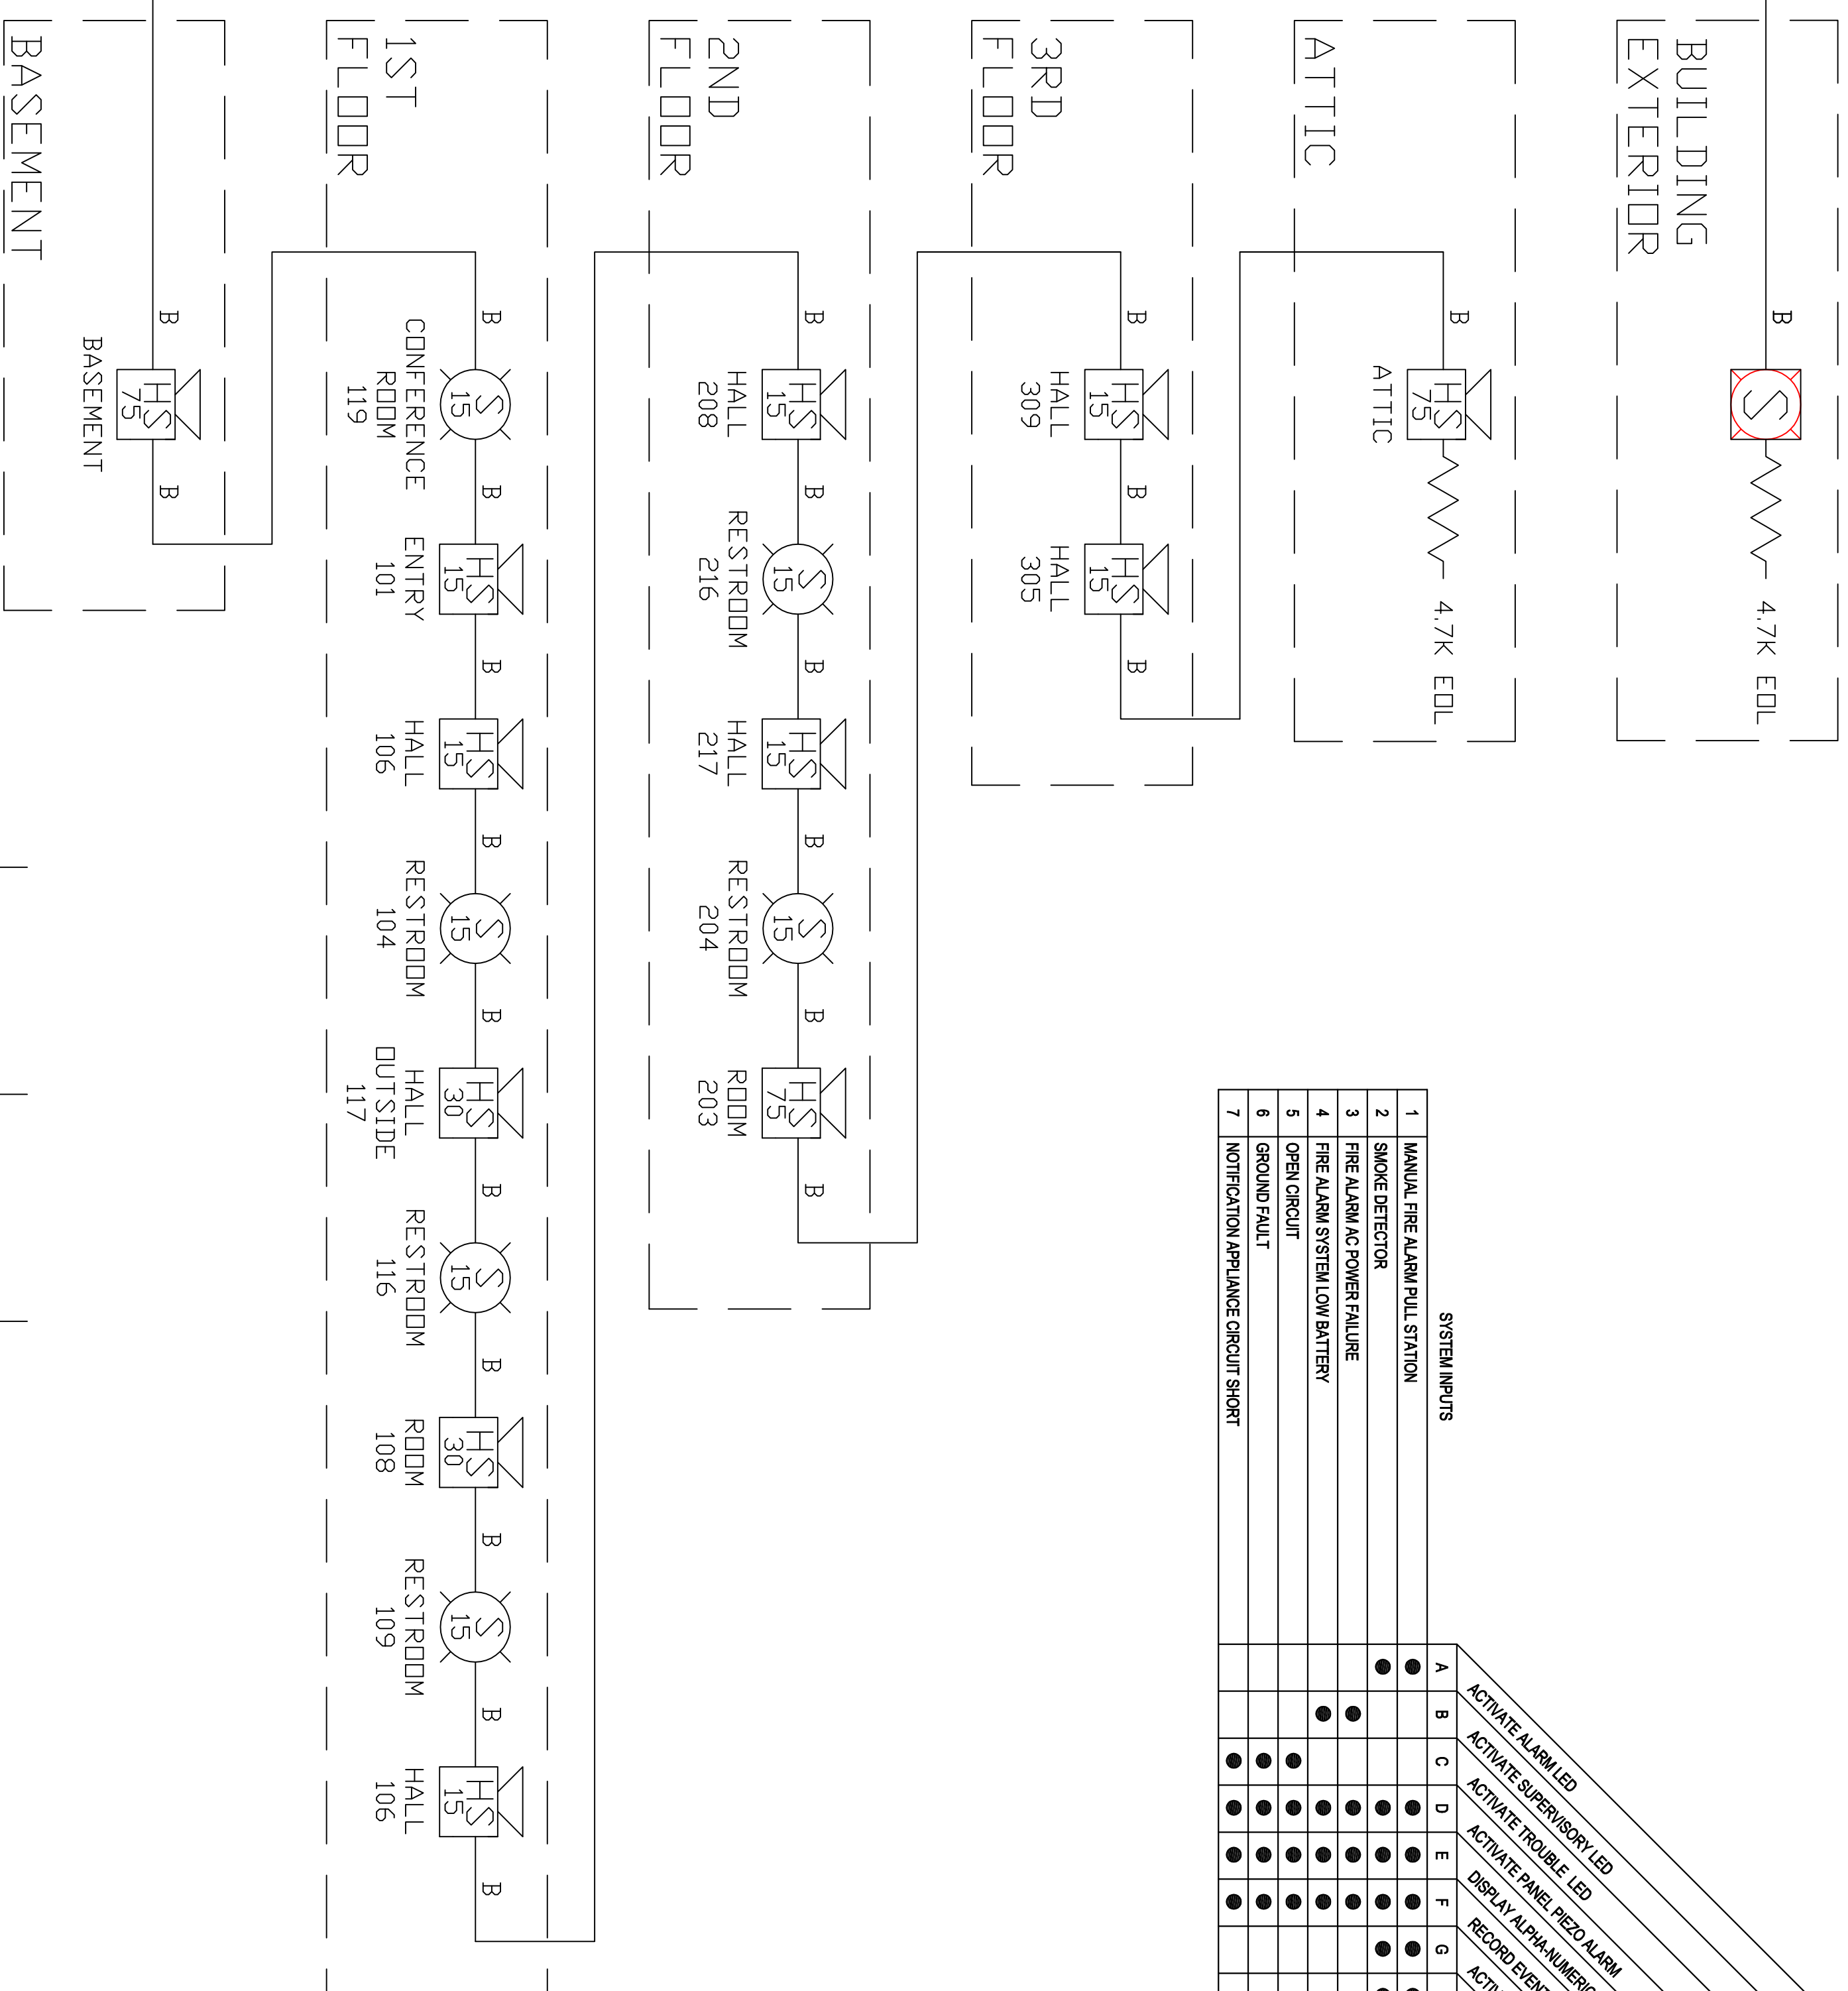 BUILDING
EXTERIOR
B
S
4.7K EOL
ATTIC
B
HS
75
ATTIC
4.7K EOL
3RD
FLOOR
B
HS
15
HALL
309
B
HS
15
HALL
305
B
2ND
FLOOR
B
HS
15
HALL
208
B
S
15
RESTROOM
216
B
HS
15
HALL
217
B
S
15
RESTROOM
204
B
HS
75
ROOM
203
B
1ST
FLOOR
B
S
15
CONFERENCE
ROOM
119
B
HS
15
ENTRY
101
B
HS
15
HALL
106
B
S
15
RESTROOM
104
B
HS
30
HALL
OUTSIDE
117
B
S
15
RESTROOM
116
B
HS
30
ROOM
108
B
S
15
RESTROOM
109
B
HS
15
HALL
106
B
BASEMENT
B
HS
75
BASEMENT
B
ACTIVATE ALARM LED
ACTIVATE SUPERVISORY LED
ACTIVATE TROUBLE LED
ACTIVATE PANEL PIEZO ALARM
DISPLAY ALPHA-NUMERIC
RECORD EVENT
SYSTEM INPUTS
A B C D E F G
1 MANUAL FIRE ALARM PULL STATION
2 SMOKE DETECTOR
3 FIRE ALARM AC POWER FAILURE
4 FIRE ALARM SYSTEM LOW BATTERY
5 OPEN CIRCUIT
6 GROUND FAULT
7 NOTIFICATION APPLIANCE CIRCUIT SHORT